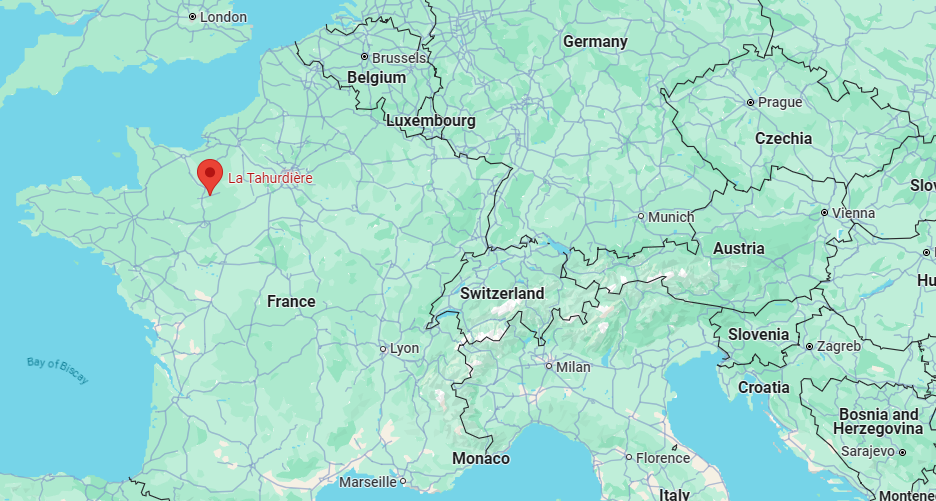 London
Germany
Brussels
Belgium
Luxembourg
Prague
Czechia
La Tahurdière
Slov
Munich
Vienna
Austria
Hu
Switzerland
France
Slovenia
Lyon
Zagreb
Milan
Bay of Biscay
Croatia
Bosnia and
Herzegovina
Sarajevo
Monaco
Florence
Marseille
Italy
Montene